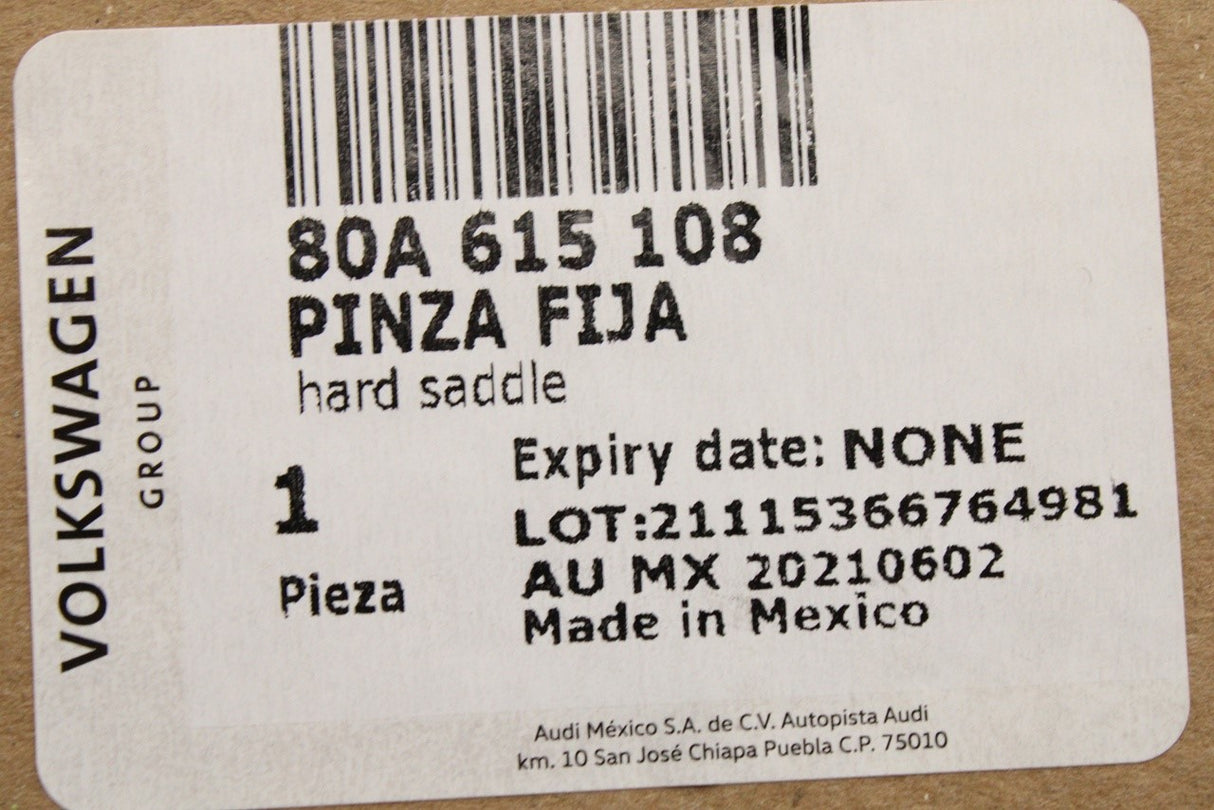 VOLKSWAGEN
GROUP
80A 615 108
PINZA FIJA
hard saddle
1
Pieza
Expiry date: NONE
LOT:21115366764981
AU MX 20210602
Made in Mexico
Audi México S.A. de C.V. Autopista Audi
km. 10 San José Chiapa Puebla C.P. 75010